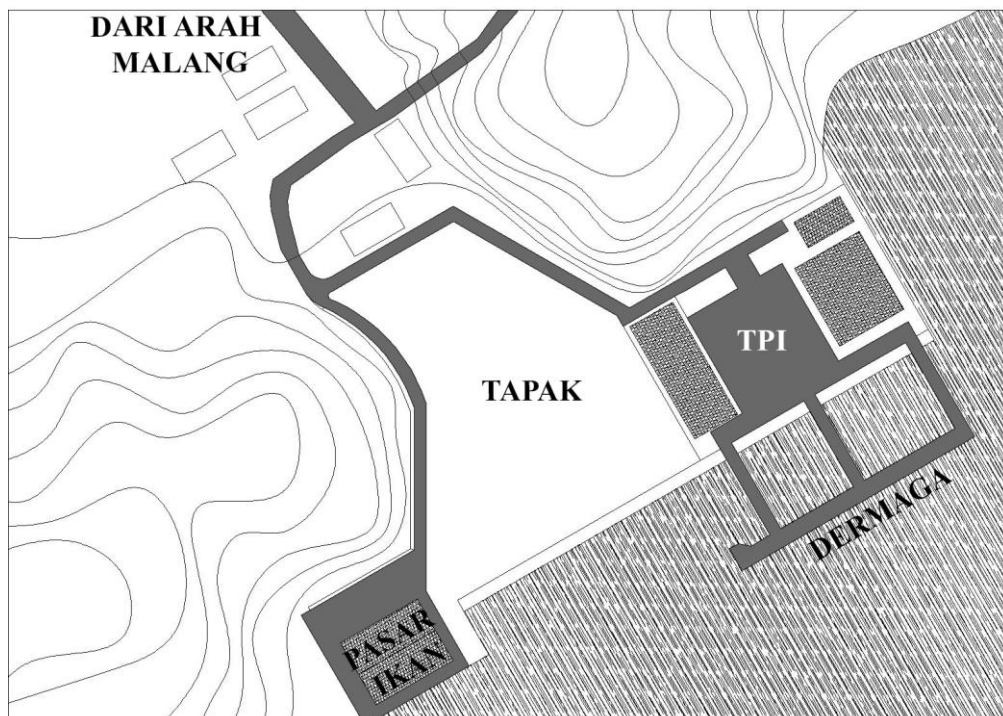 DARI ARAH
MALANG
TPI
TAPAK
DERMAGA
PASAR
IKAN